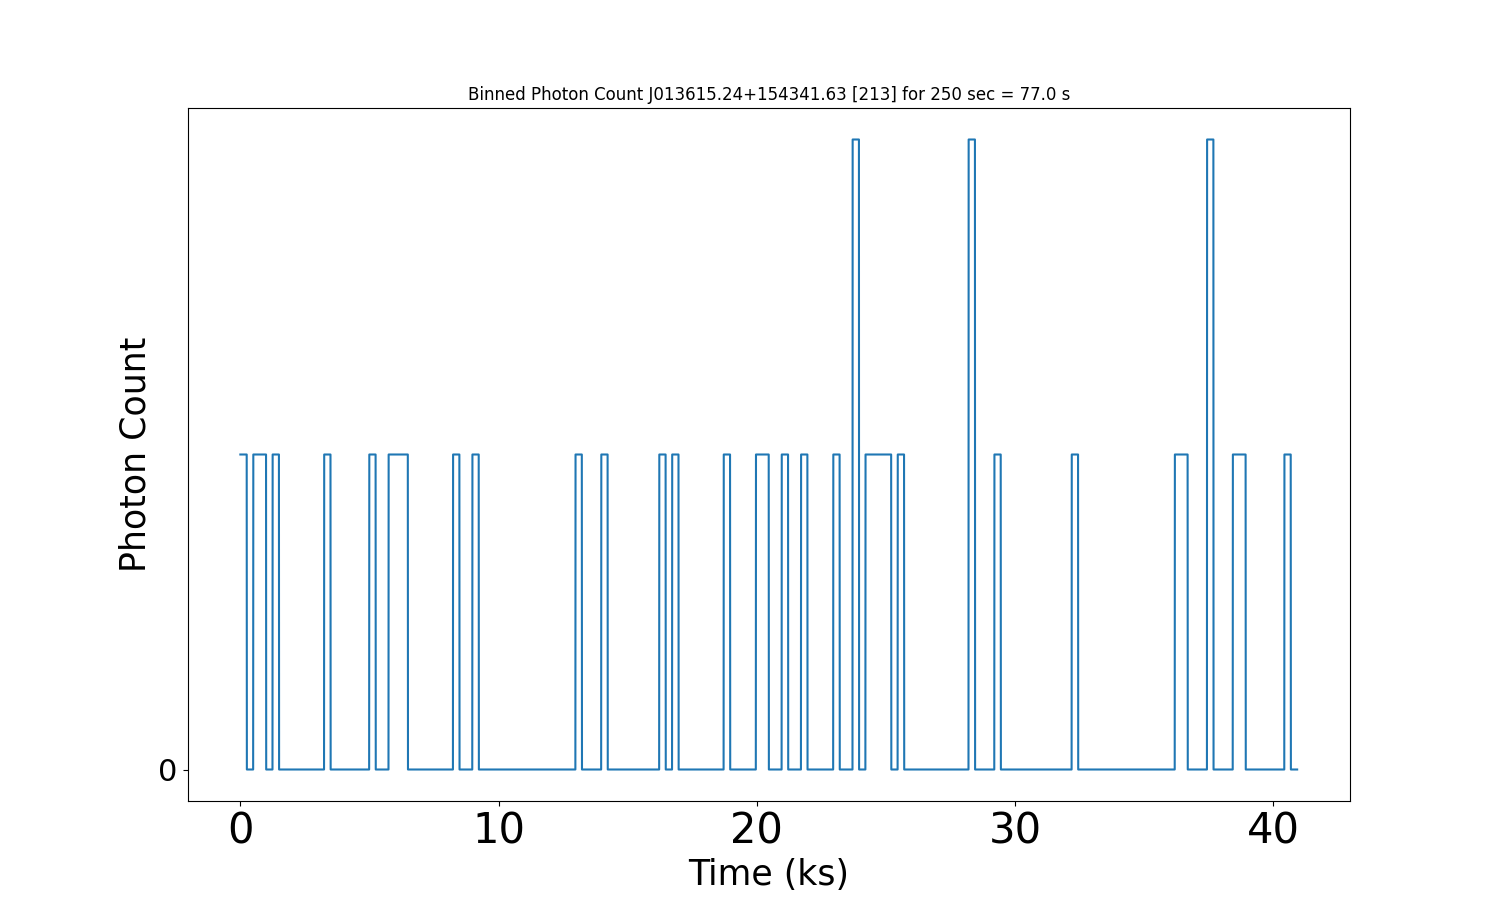 Binned Photon Count J013615.24+154341.63 [213] for 250 sec = 77.0 s
Photon Count
0
0 10 20 30 40
Time (ks)